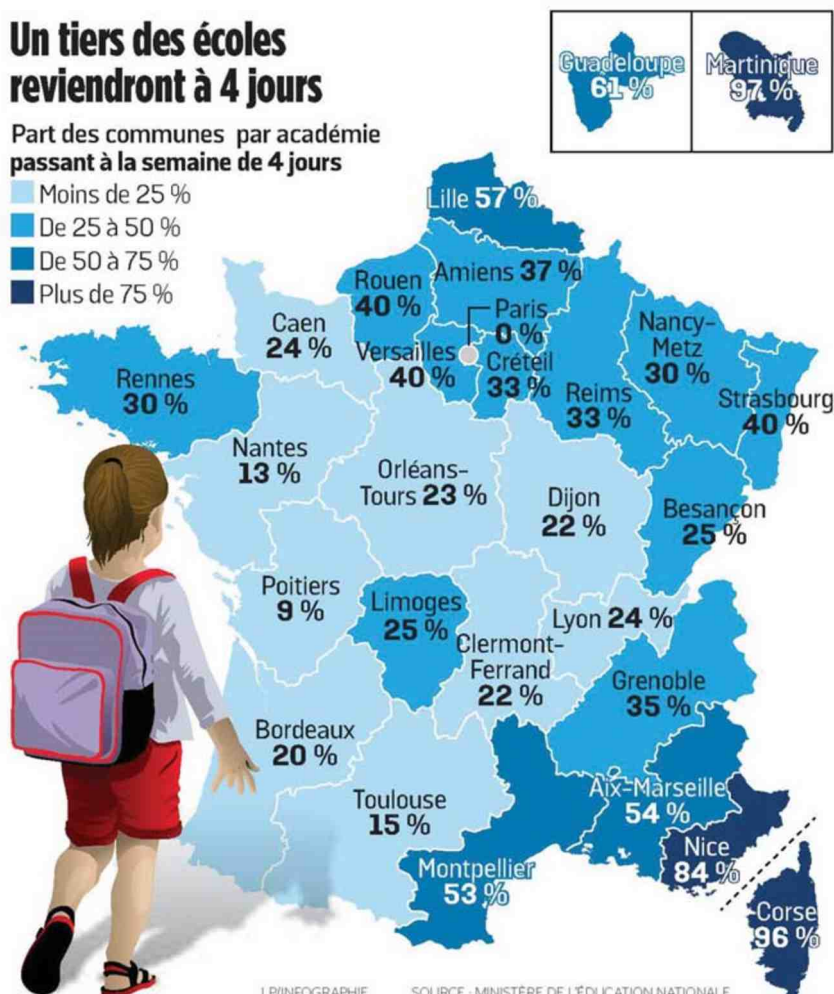 Un tiers des écoles
reviendront à 4 jours
Part des communes par académie
passant à la semaine de 4 jours
Moins de 25 %
De 25 à 50 %
De 50 à 75 %
Plus de 75 %
Guadeloupe
61 %
Martinique
97 %
Lille 57 %
Amiens 37 %
Rouen
40 %
Paris
0 %
Caen
24 %
Versailles
40 %
Créteil
33 %
Reims
33 %
Nancy-
Metz
30 %
Strasbourg
40 %
Rennes
30 %
Nantes
13 %
Orléans-
Tours 23 %
Dijon
22 %
Besançon
25 %
Poitiers
9 %
Limoges
25 %
Clermont-
Ferrand
22 %
Lyon 24 %
Grenoble
35 %
Bordeaux
20 %
Toulouse
15 %
Aix-Marseille
54 %
Montpellier
53 %
Nice
84 %
Corse
96 %
LP/INFOGRAPHIE
SOURCE : MINISTÈRE DE L'ÉDUCATION NATIONALE